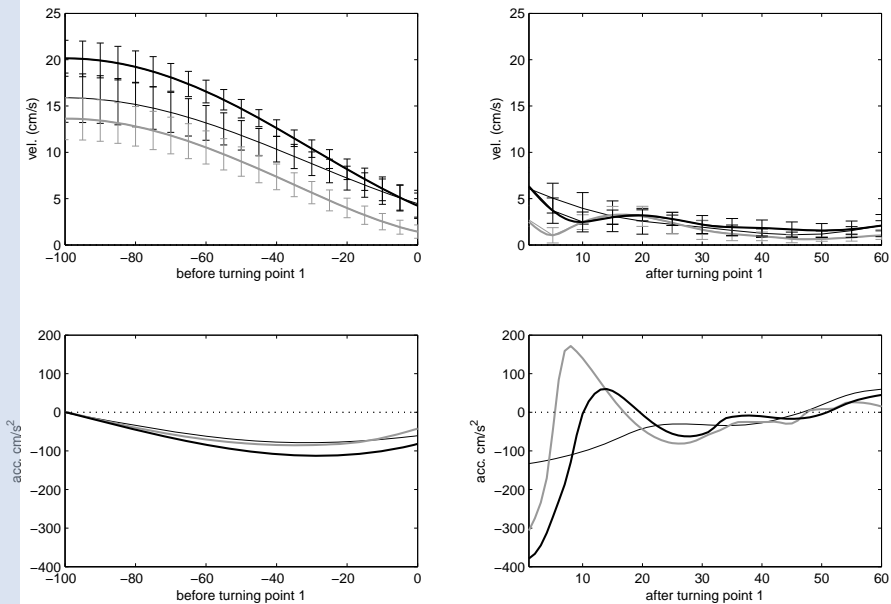 25
20
15
10
5
0
vel. (cm/s)
−100 −80 −60 −40 −20 0
before turning point 1
25
20
15
10
5
0
vel. (cm/s)
10 20 30 40 50 60
after turning point 1
200
100
0
−100
−200
−300
−400
acc. cm/s²
−100 −80 −60 −40 −20 0
before turning point 1
200
100
0
−100
−200
−300
−400
acc. cm/s²
10 20 30 40 50 60
after turning point 1